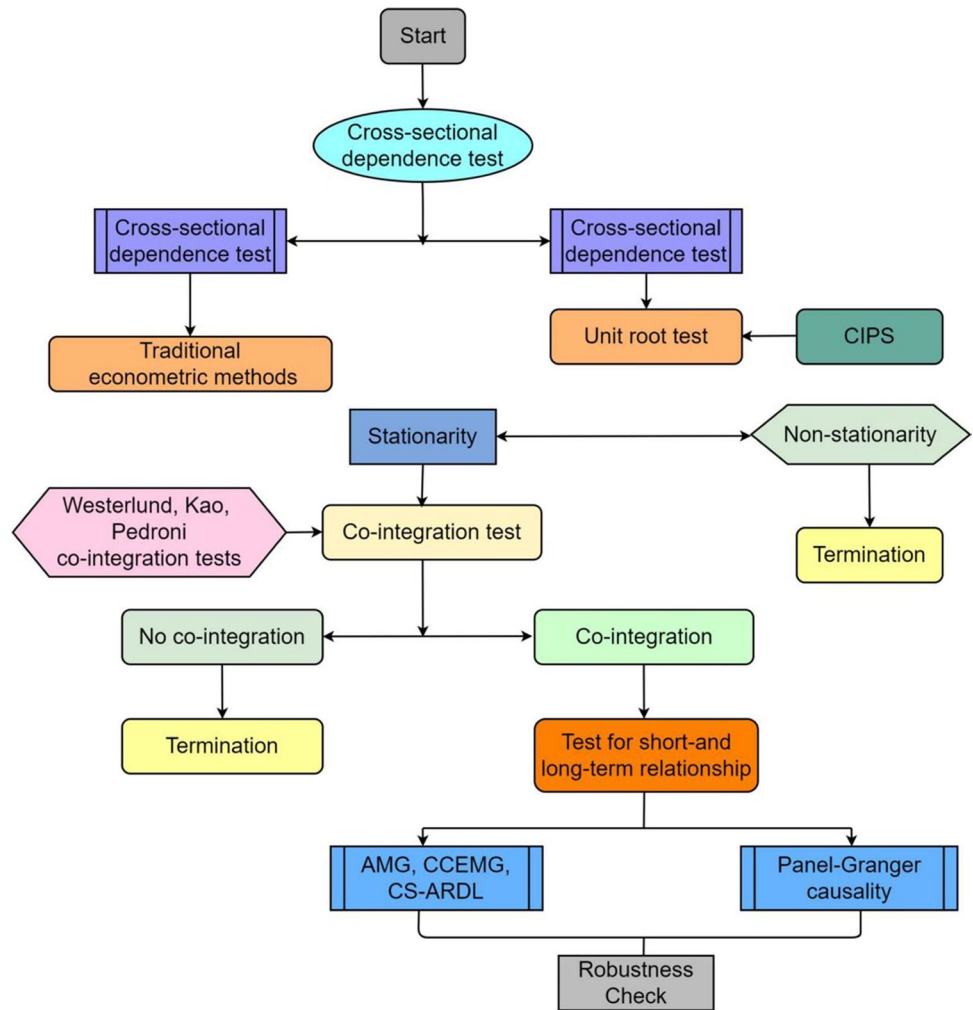 Start
Cross-sectional
dependence test
Cross-sectional
dependence test
Cross-sectional
dependence test
Traditional
econometric methods
Unit root test
CIPS
Stationarity
Non-stationarity
Westerlund, Kao,
Pedroni
co-integration tests
Co-integration test
Termination
No co-integration
Co-integration
Termination
Test for short-and
long-term relationship
AMG, CCEMG,
CS-ARDL
Panel-Granger
causality
Robustness
Check